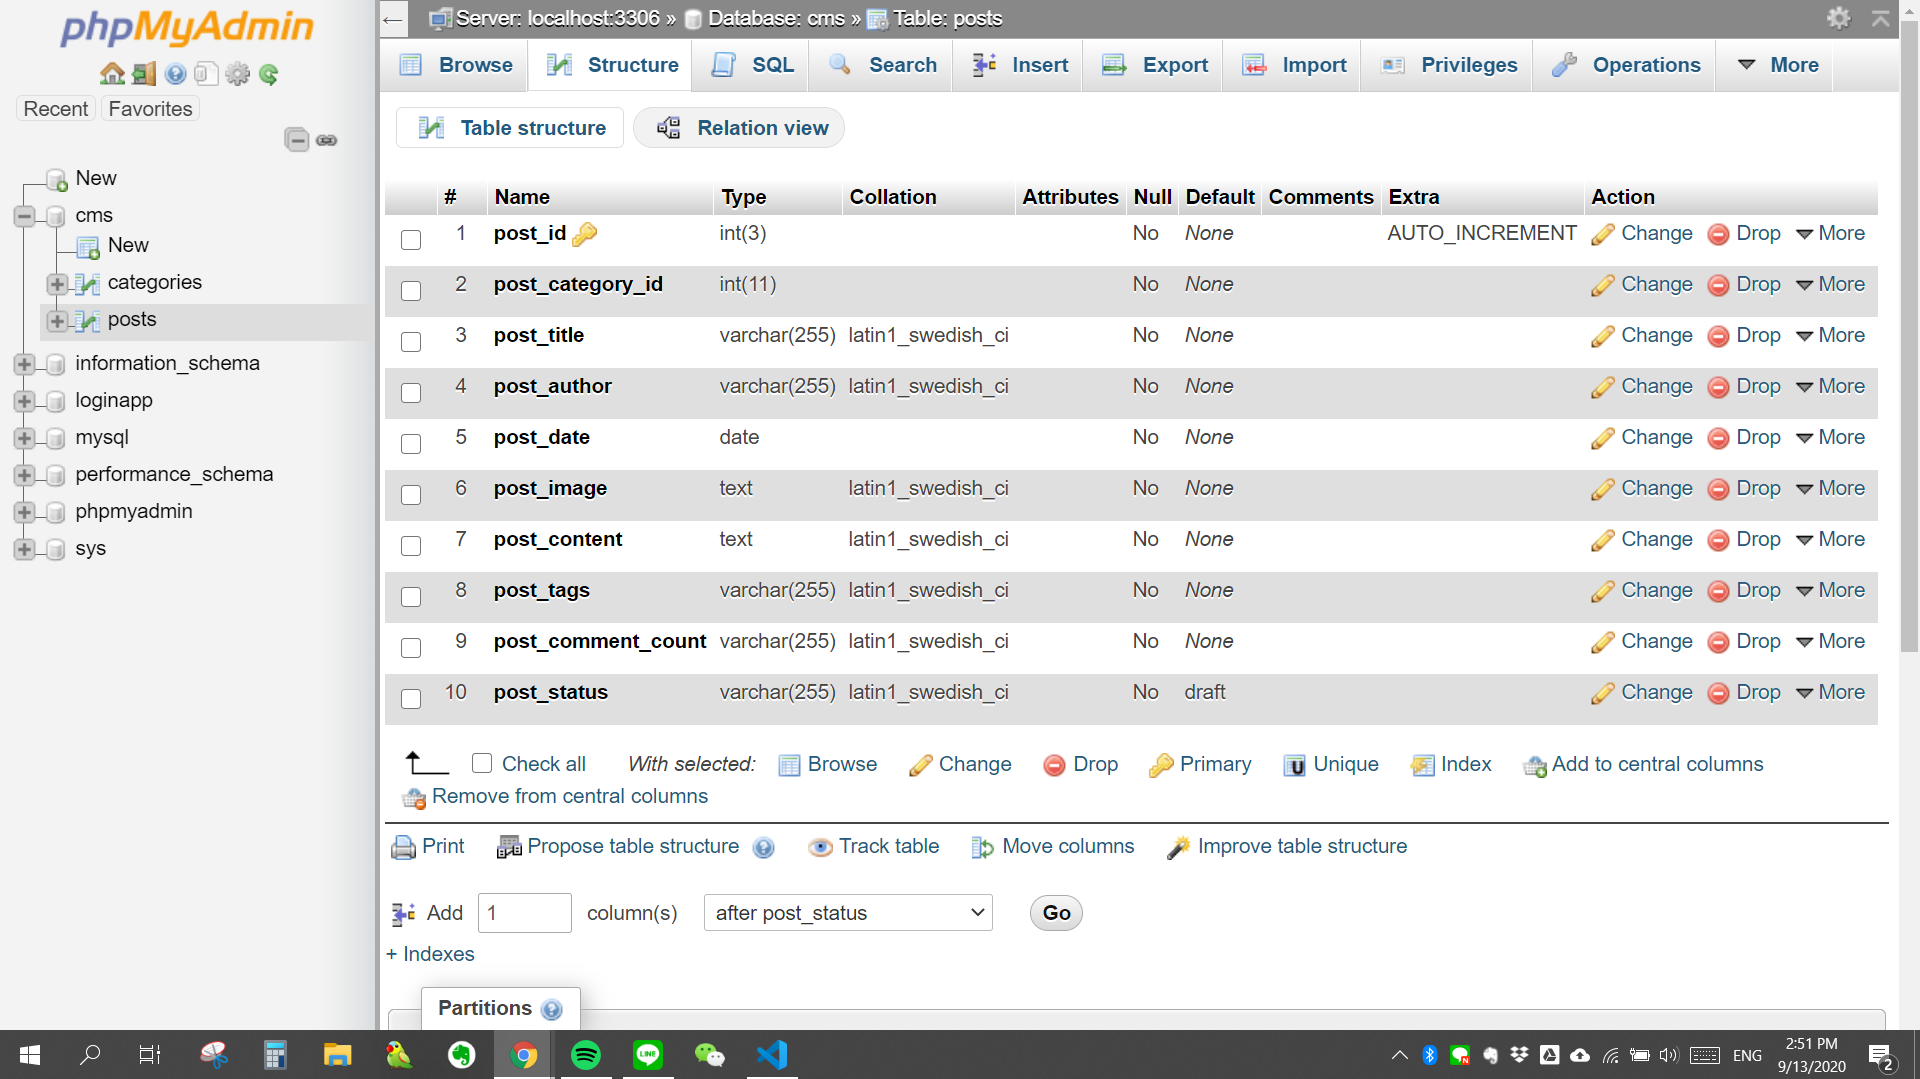 phpMyAdmin
Recent Favorites
New
cms
New
categories
posts
information_schema
loginapp
mysql
performance_schema
phpmyadmin
sys
Server: localhost:3306 » Database: cms » Table: posts
Browse Structure SQL Search Insert Export Import Privileges Operations More
Table structure Relation view
# Name Type Collation Attributes Null Default Comments Extra Action
1 post_id int(3) No None AUTO_INCREMENT Change Drop More
2 post_category_id int(11) No None Change Drop More
3 post_title varchar(255) latin1_swedish_ci No None Change Drop More
4 post_author varchar(255) latin1_swedish_ci No None Change Drop More
5 post_date date No None Change Drop More
6 post_image text latin1_swedish_ci No None Change Drop More
7 post_content text latin1_swedish_ci No None Change Drop More
8 post_tags varchar(255) latin1_swedish_ci No None Change Drop More
9 post_comment_count varchar(255) latin1_swedish_ci No None Change Drop More
10 post_status varchar(255) latin1_swedish_ci No draft Change Drop More
Check all With selected: Browse Change Drop Primary Unique Index Add to central columns
Remove from central columns
Print Propose table structure Track table Move columns Improve table structure
Add 1 column(s) after post_status Go
+ Indexes
Partitions
LINE
ENG
2:51 PM
9/13/2020
2